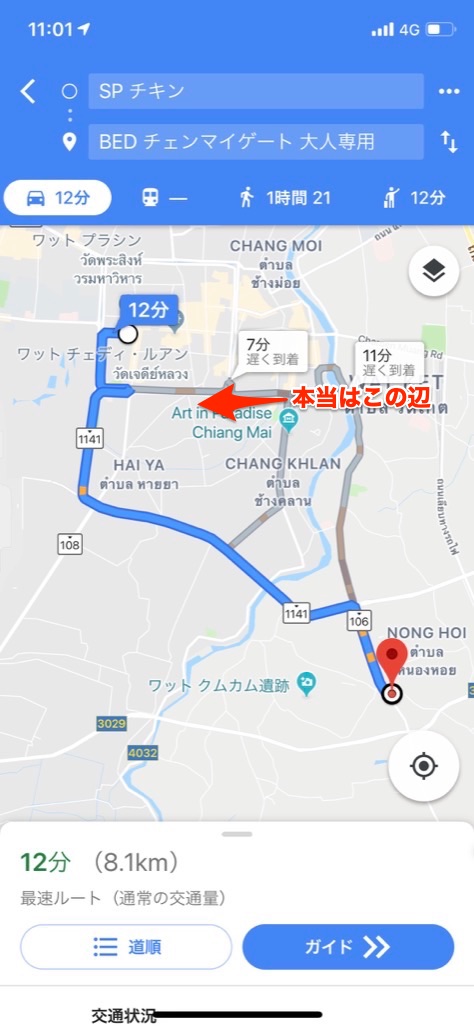 11:01
4G
SP チキン
BED チェンマイゲート 大人専用
12分
—
1時間 21
12分
ワット プラシン
วัดพระสิงห์
วรมหาวิหาร
CHANG MOI
ตำบล
ช้างม่อย
12分
ワット チェディ・ルアン
วัดเจดีย์หลวง
7分
遅く到着
11分
遅く到着
本当はこの辺
Art in Paradise
Chiang Mai
1141
HAI YA
ตำบล หายยา
CHANG KHLAN
ตำบล
ช้างคลาน
108
1141
106
NONG HOI
ตำบล
หนองหอย
ワット クムカム遺跡
3029
4032
12分 （8.1km）
最速ルート（通常の交通量）
道順
ガイド
交通状況